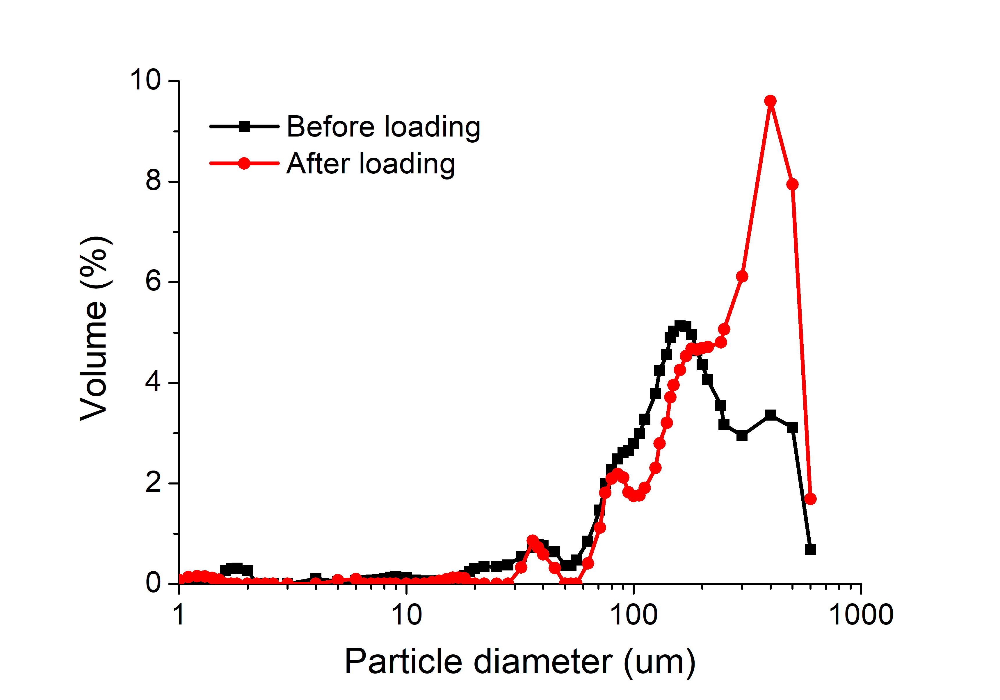 10
8
6
4
2
0
Volume (%)
Before loading
After loading
1 10 100 1000
Particle diameter (um)